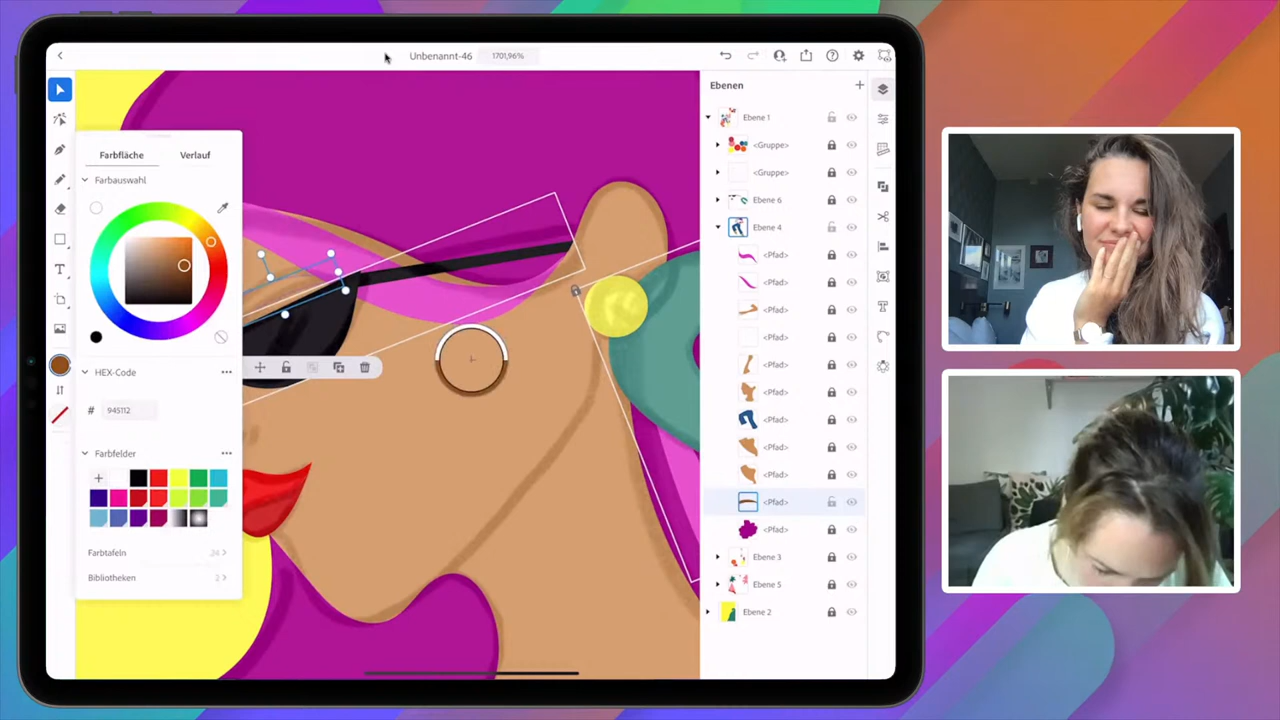 Unbenannt-46
1701,96%
Ebenen
Farbfläche
Verlauf
Farbauswahl
HEX-Code
#
945112
Farbfelder
Farbtafeln
24
Bibliotheken
2
Ebene 1
<Gruppe>
<Gruppe>
Ebene 6
Ebene 4
<Pfad>
<Pfad>
<Pfad>
<Pfad>
<Pfad>
<Pfad>
<Pfad>
<Pfad>
<Pfad>
<Pfad>
<Pfad>
Ebene 3
Ebene 5
Ebene 2